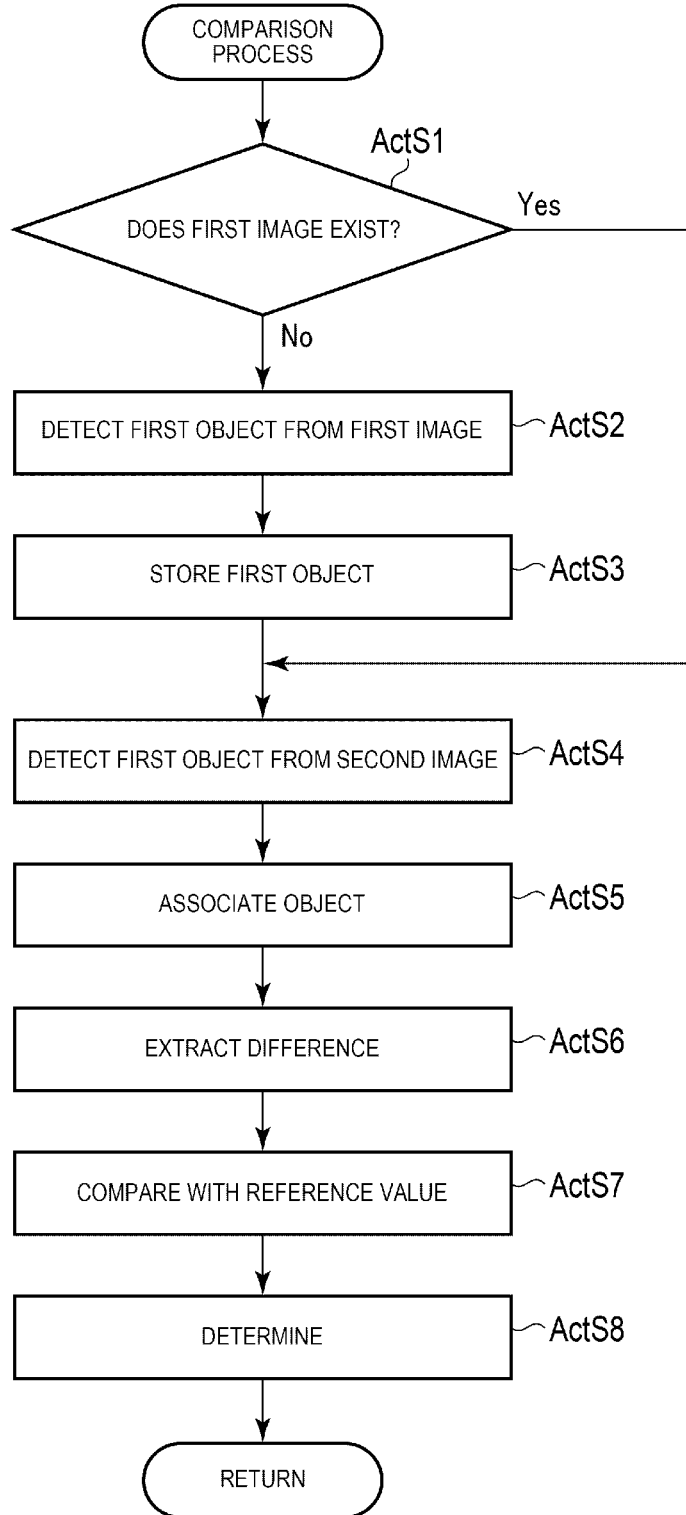 COMPARISON
PROCESS
ActS1
DOES FIRST IMAGE EXIST?
Yes
No
DETECT FIRST OBJECT FROM FIRST IMAGE
ActS2
STORE FIRST OBJECT
ActS3
DETECT FIRST OBJECT FROM SECOND IMAGE
ActS4
ASSOCIATE OBJECT
ActS5
EXTRACT DIFFERENCE
ActS6
COMPARE WITH REFERENCE VALUE
ActS7
DETERMINE
ActS8
RETURN